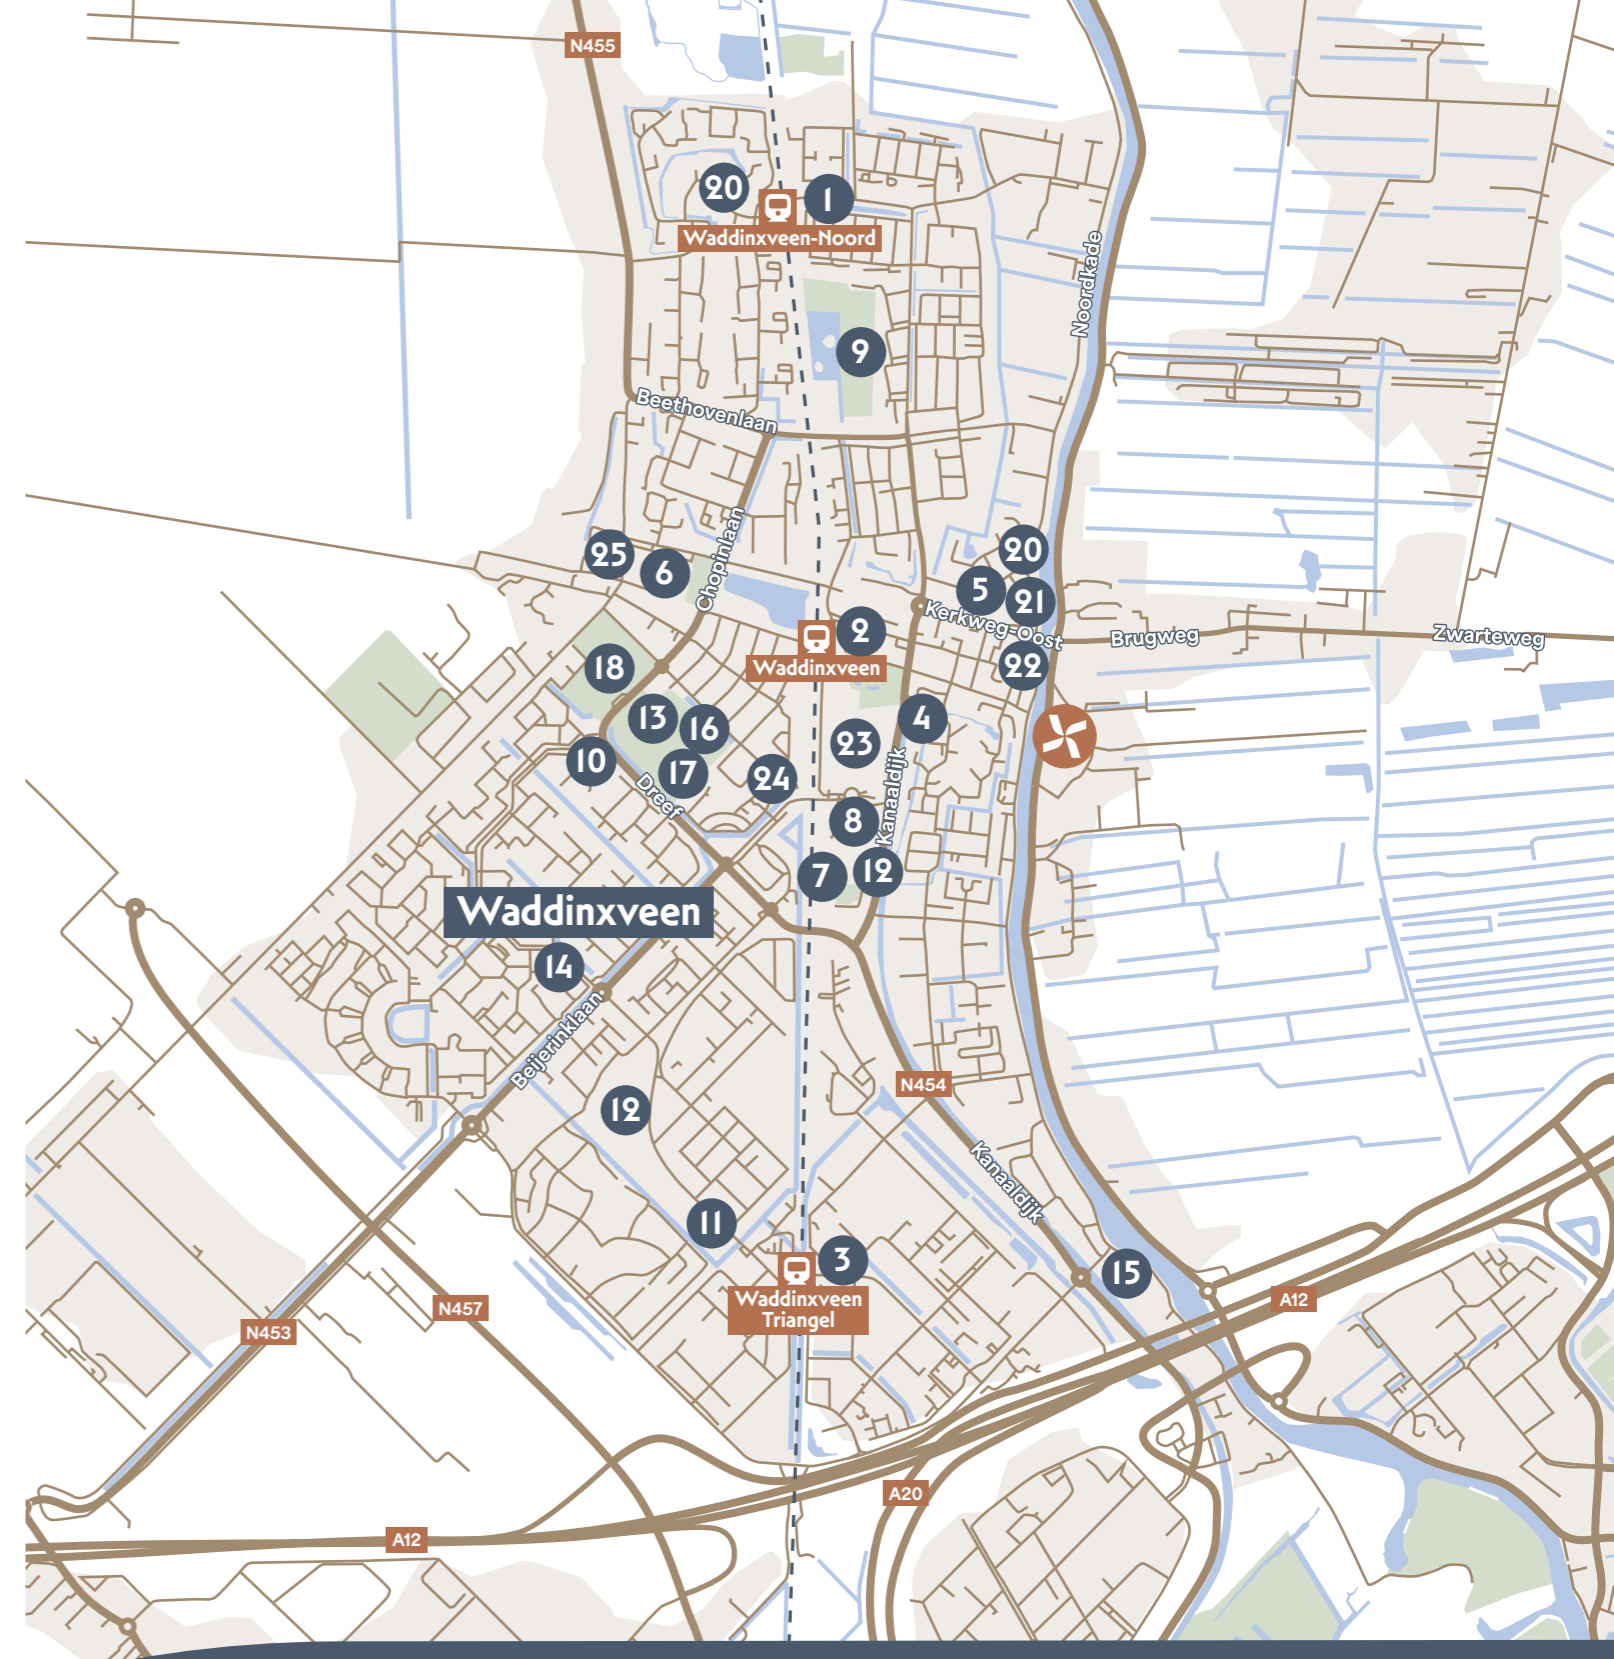 N455
20
1
Waddinxveen-Noord
Noordkade
9
Beethovenlaan
Chopinlaan
25
6
20
5
21
Kerkweg-Oost
2
Waddinxveen
Brugweg
Zwarteweg
22
18
13
16
4
23
10
17
24
Dreef
Kanaaldijk
8
7
12
Waddinxveen
14
Beijerinklaan
N454
12
Kanaaldijk
11
3
15
Waddinxveen
Triangel
A12
N457
N453
A20
A12